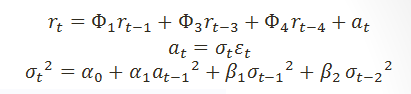 r_t = Φ_1 r_{t−1} + Φ_3 r_{t−3} + Φ_4 r_{t−4} + a_t
a_t = σ_t ε_t
σ_t^2 = α_0 + α_1 a_{t−1}^2 + β_1 σ_{t−1}^2 + β_2 σ_{t−2}^2